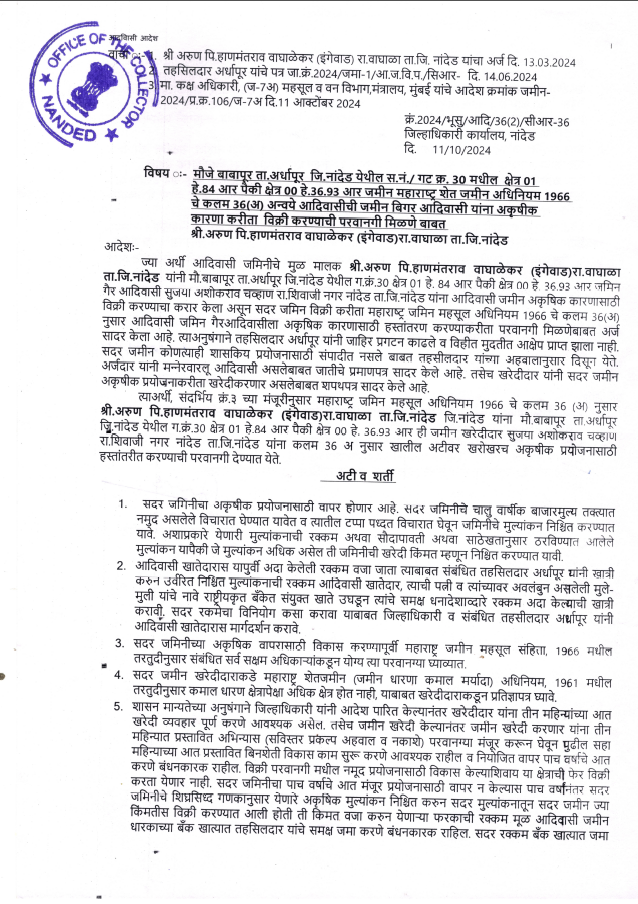 आदिवासी आदेश
OFFICE OF THE COLLECTOR
NANDED
वाचा ः- 1. श्री अरुण पि.हाणमंतराव वाघाळेकर (इंगेवाड) रा.वाघाळा ता.जि. नांदेड यांचा अर्ज दि. 13.03.2024
2. तहसिलदार अर्धापूर यांचे पत्र जा.क्रं.2024/जमा-1/आ.ज.वि.प./सिआर- दि. 14.06.2024
3. मा. कक्ष अधिकारी, (ज-7अ) महसूल व वन विभाग,मंत्रालय, मुंबई यांचे आदेश क्रमांक जमीन-
2024/प्र.क्र.106/ज-7अ दि.11 आक्टोंबर 2024
क्रं.2024/भूसु/आदि/36(2)/सीआर-36
जिल्हाधिकारी कार्यालय, नांदेड
दि. 11/10/2024
विषय ः- मौजे बाबापूर ता.अर्धापूर जि.नांदेड येथील स.नं./ गट क्र. 30 मधील क्षेत्र 01
हे.84 आर पैकी क्षेत्र 00 हे.36.93 आर जमीन महाराष्ट्र शेत जमीन अधिनियम 1966
चे कलम 36(अ) अन्वये आदिवासीची जमीन बिगर आदिवासी यांना अकृषीक
कारणा करीता विक्री करण्याची परवानगी मिळणे बाबत
श्री.अरुण पि.हाणमंतराव वाघाळेकर (इंगेवाड)रा.वाघाळा ता.जि.नांदेड
आदेशः-
ज्या अर्थी आदिवासी जमिनीचे मुळ मालक श्री.अरुण पि.हाणमंतराव वाघाळेकर (इंगेवाड)रा.वाघाळा
ता.जि.नांदेड यांनी मौ.बाबापूर ता.अर्धापूर जि.नांदेड येथील ग.क्रं.30 क्षेत्र 01 हे. 84 आर पैकी क्षेत्र 00 हे. 36.93 आर जमिन
गैर आदिवासी सुजया अशोकराव चव्हाण रा.शिवाजी नगर नांदेड ता.जि.नांदेड यांना आदिवासी जमीन अकृषिक कारणासाठी
विक्री करण्याचा करार केला असून सदर जमिन विक्री करीता महाराष्ट्र जमिन महसूल अधिनियम 1966 चे कलम 36(अ)
नुसार आदिवासी जमिन गैरआदिवासीला अकृषिक कारणासाठी हस्तांतरण करण्याकरीता परवानगी मिळणेबाबत अर्ज
सादर केला आहे. त्याअनुषंगाने तहसिलदार अर्धापूर यांनी जाहिर प्रगटन काढले व विहीत मुदतीत आक्षेप प्राप्त झाला नाही.
सदर जमीन कोणत्याही शासकिय प्रयोजनासाठी संपादीत नसले बाबत तहसीलदार यांच्या अहवालानुसार दिसून येते.
अर्जदार यांनी मन्नेरवारलू आदिवासी असलेबाबत जातीचे प्रमाणपत्र सादर केले आहे. तसेच खरेदीदार यांनी सदर जमीन
अकृषीक प्रयोजनाकरीता खरेदीकरणार असलेबाबत शपथपत्र सादर केले आहे.
त्याअर्थी, संदर्भिय क्रं.३ च्या मंजूरीनुसार महाराष्ट्र जमिन महसूल अधिनियम 1966 चे कलम 36 (अ) नुसार
श्री.अरुण पि.हाणमंतराव वाघाळेकर (इंगेवाड)रा.वाघाळा ता.जि.नांदेड जि.नांदेड यांना मौ.बाबापूर ता.अर्धापूर
जि.नांदेड येथील ग.क्रं.30 क्षेत्र 01 हे.84 आर पैकी क्षेत्र 00 हे. 36.93 आर ही जमीन खरेदीदार सुजया अशोकराव चव्हाण
रा.शिवाजी नगर नांदेड ता.जि.नांदेड यांना कलम 36 अ नुसार खालील अटीवर खरोखरच अकृषीक प्रयोजनासाठी
हस्तांतरीत करण्याची परवानगी देण्यात येते.
अटी व शर्ती
1. सदर जमिनीचा अकृषीक प्रयोजनासाठी वापर होणार आहे. सदर जमिनीचे चालु वार्षीक बाजारमुल्य तक्त्यात
नमुद असलेले विचारात घेण्यात यावेत व त्यातील टप्पा पध्दत विचारात घेवून जमिनीचे मुल्यांकन निश्चित करण्यात
यावे. अशाप्रकारे येणारी मुल्यांकनाची रक्कम अथवा सौदापावती अथवा साठेखतानुसार ठरविण्यात आलेले
मुल्यांकन यापैकी जे मुल्यांकन अधिक असेल ती जमिनीची खरेदी किंमत म्हणून निश्चित करण्यात यावी.
2. आदिवासी खातेदारास यापुर्वी अदा केलेली रक्कम वजा जाता त्याबाबत संबंधित तहसिलदार अर्धापूर यांनी खात्री
करुन उर्वरित निश्चित मुल्यांकनाची रक्कम आदिवासी खातेदार, त्याची पत्नी व त्यांच्यावर अवलंबुन असलेली मुले-
मुली यांचे नावे राष्ट्रीयकृत बँकेत संयुक्त खाते उघडून त्यांचे समक्ष धनादेशाव्दारे रक्कम अदा केल्याची खात्री
करावी. सदर रकमेचा विनियोग कसा करावा याबाबत जिल्हाधिकारी व संबंधित तहसीलदार अर्धापूर यांनी
आदिवासी खातेदारास मार्गदर्शन करावे.
3. सदर जमिनीच्या अकृषिक वापरासाठी विकास करण्यापूर्वी महाराष्ट्र जमीन महसूल संहिता, 1966 मधील
तरतुदीनुसार संबंधित सर्व सक्षम अधिकाऱ्यांकडून योग्य त्या परवानग्या घ्याव्यात.
4. सदर जमीन खरेदीदाराकडे महाराष्ट्र शेतजमीन (जमीन धारणा कमाल मर्यादा) अधिनियम, 1961 मधील
तरतुदीनुसार कमाल धारण क्षेत्रापेक्षा अधिक क्षेत्र होत नाही, याबाबत खरेदीदाराकडून प्रतिज्ञापत्र घ्यावे.
5. शासन मान्यतेच्या अनुषंगाने जिल्हाधिकारी यांनी आदेश पारित केल्यानंतर खरेदीदार यांना तीन महिन्यांच्या आत
खरेदी व्यवहार पूर्ण करणे आवश्यक असेल. तसेच जमीन खरेदी केल्यानंतर जमीन खरेदी करणार यांना तीन
महिन्यात प्रस्तावित अभिन्यास (सविस्तर प्रकल्प अहवाल व नकाशे) परवानग्या मंजूर करून घेवून पुढील सहा
महिन्याच्या आत प्रस्तावित बिनशेती विकास काम सुरू करणे आवश्यक राहील व नियोजित वापर पाच वर्षाचे आत
करणे बंधनकारक राहील. विक्री परवानगी मधील नमूद प्रयोजनासाठी विकास केल्याशिवाय या क्षेत्राची फेर विक्री
करता येणार नाही. सदर जमिनीचा पाच वर्षाचे आत मंजूर प्रयोजनासाठी वापर न केल्यास पाच वर्षानंतर सदर
जमिनीचे शिघ्रसिध्द गणकानुसार येणारे अकृषिक मुल्यांकन निश्चित करुन सदर मुल्यांकनातून सदर जमीन ज्या
किंमतीस विक्री करण्यात आली होती ती किंमत वजा करुन येणाऱ्या फरकाची रक्कम मूळ आदिवासी जमीन
धारकाच्या बँक खात्यात तहसिलदार यांचे समक्ष जमा करणे बंधनकारक राहिल. सदर रक्कम बँक खात्यात जमा